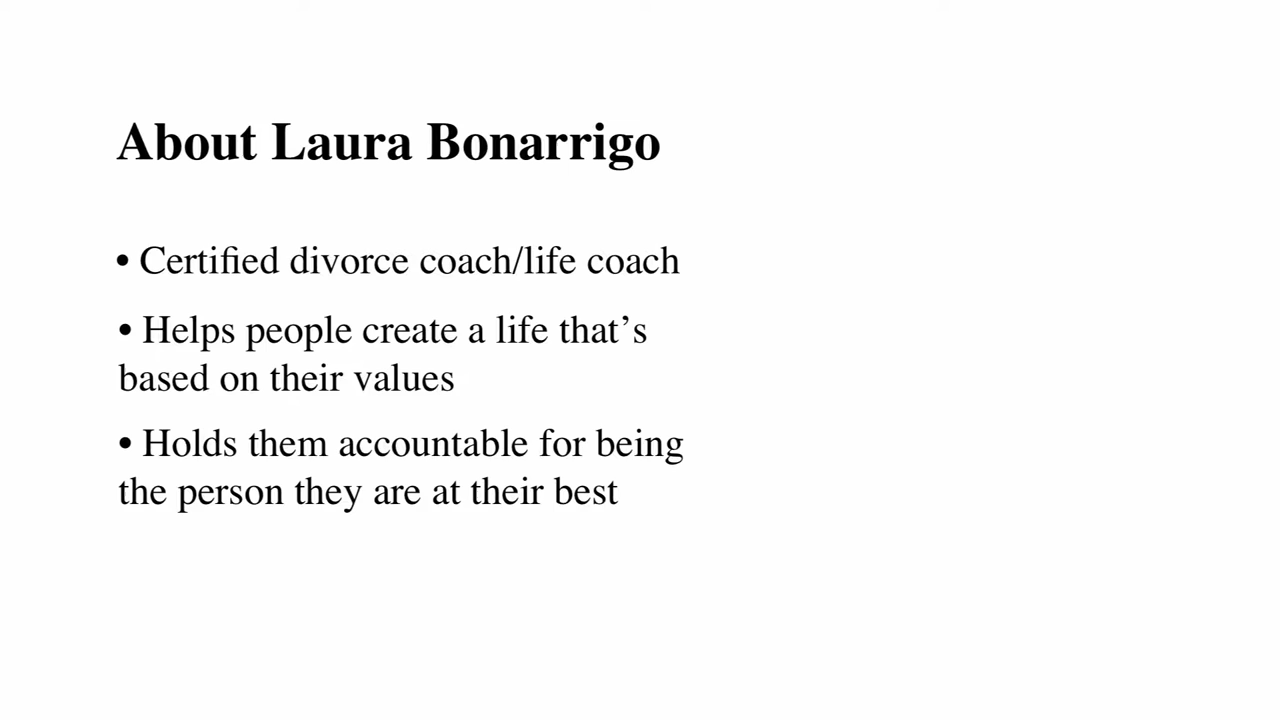 About Laura Bonarrigo
• Certified divorce coach/life coach
• Helps people create a life that’s
based on their values
• Holds them accountable for being
the person they are at their best